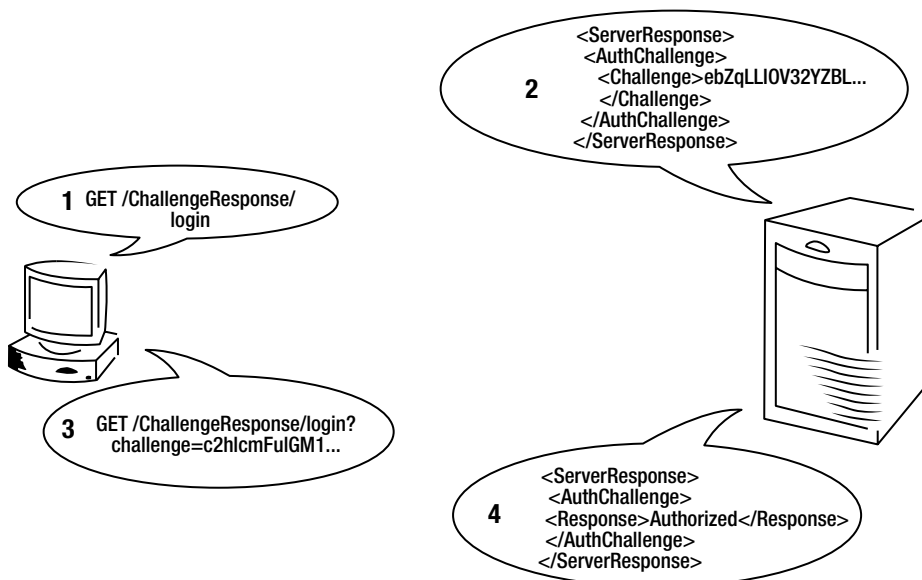 1 GET /ChallengeResponse/
login
2
<ServerResponse>
<AuthChallenge>
<Challenge>ebZqLLIOV32YZBL...
</Challenge>
</AuthChallenge>
</ServerResponse>
3 GET /ChallengeResponse/login?
challenge=c2hlcmFulGM1...
4
<ServerResponse>
<AuthChallenge>
<Response>Authorized</Response>
</AuthChallenge>
</ServerResponse>